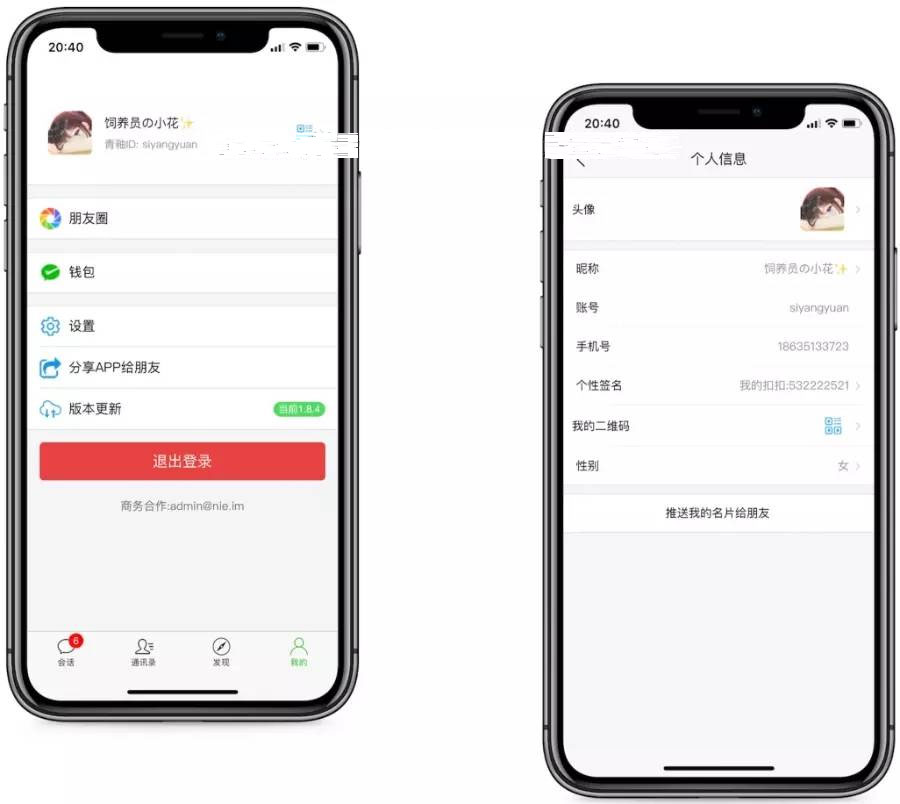 20:40
饲养员の小花✨
青釉ID: siyangyuan
朋友圈
钱包
设置
分享APP给朋友
版本更新
当前1.8.4
退出登录
商务合作:admin@nie.im
6
会话
通讯录
发现
我的
20:40
个人信息
头像
昵称
饲养员の小花✨
账号
siyangyuan
手机号
18635133723
个性签名
我的扣扣:532222521
我的二维码
性别
女
推送我的名片给朋友